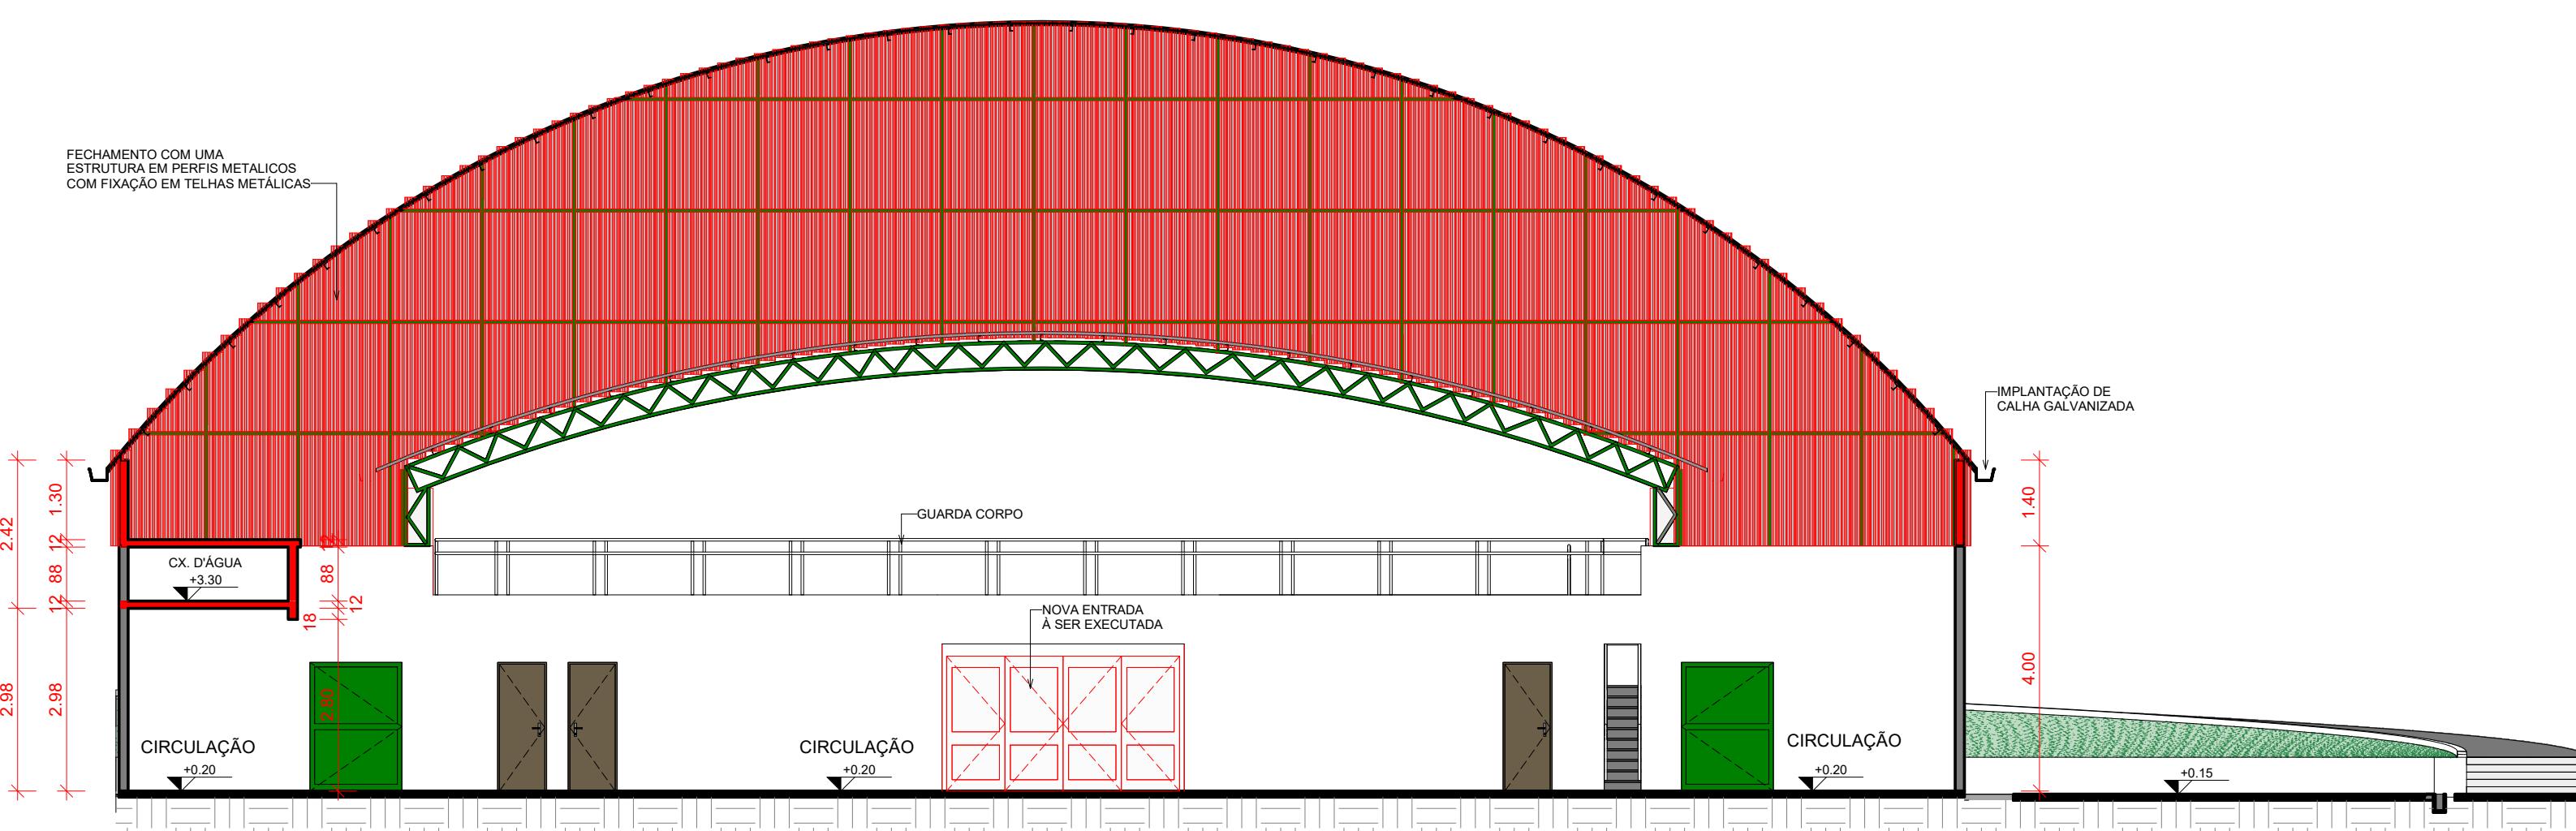 FECHAMENTO COM UMA
ESTRUTURA EM PERFIS METALICOS
COM FIXAÇÃO EM TELHAS METÁLICAS
IMPLANTAÇÃO DE
CALHA GALVANIZADA
2.42
1.30
12
88
12
2.98
2.98
12
88
12
18
2.80
1.40
4.00
GUARDA CORPO
CX. D'ÁGUA
+3.30
NOVA ENTRADA
À SER EXECUTADA
CIRCULAÇÃO
+0.20
CIRCULAÇÃO
+0.20
CIRCULAÇÃO
+0.20
+0.15